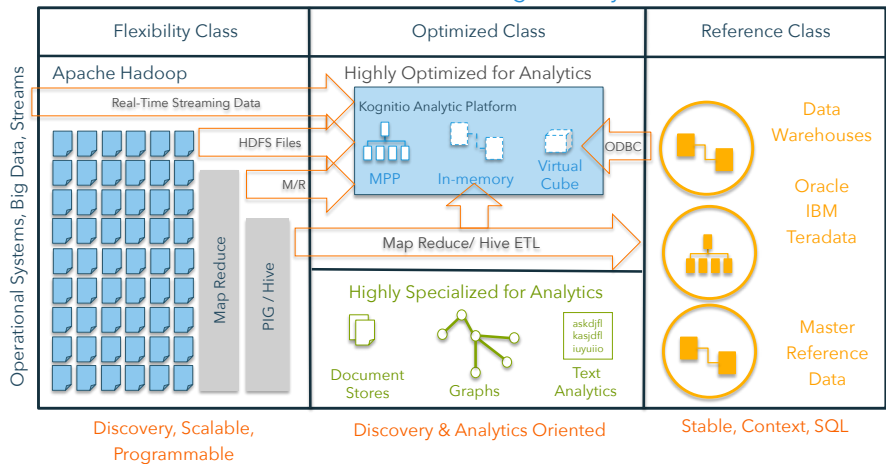 Flexibility Class
Optimized Class
Reference Class
Operational Systems, Big Data, Streams
Apache Hadoop
Real-Time Streaming Data
HDFS Files
M/R
Map Reduce
PIG / Hive
Highly Optimized for Analytics
Kognitio Analytic Platform
MPP
In-memory
Virtual
Cube
ODBC
Map Reduce/ Hive ETL
Highly Specialized for Analytics
Document
Stores
Graphs
askdjfl
kasjdfl
iuyuiio
Text
Analytics
Data
Warehouses
Oracle
IBM
Teradata
Master
Reference
Data
Discovery, Scalable,
Programmable
Discovery & Analytics Oriented
Stable, Context, SQL